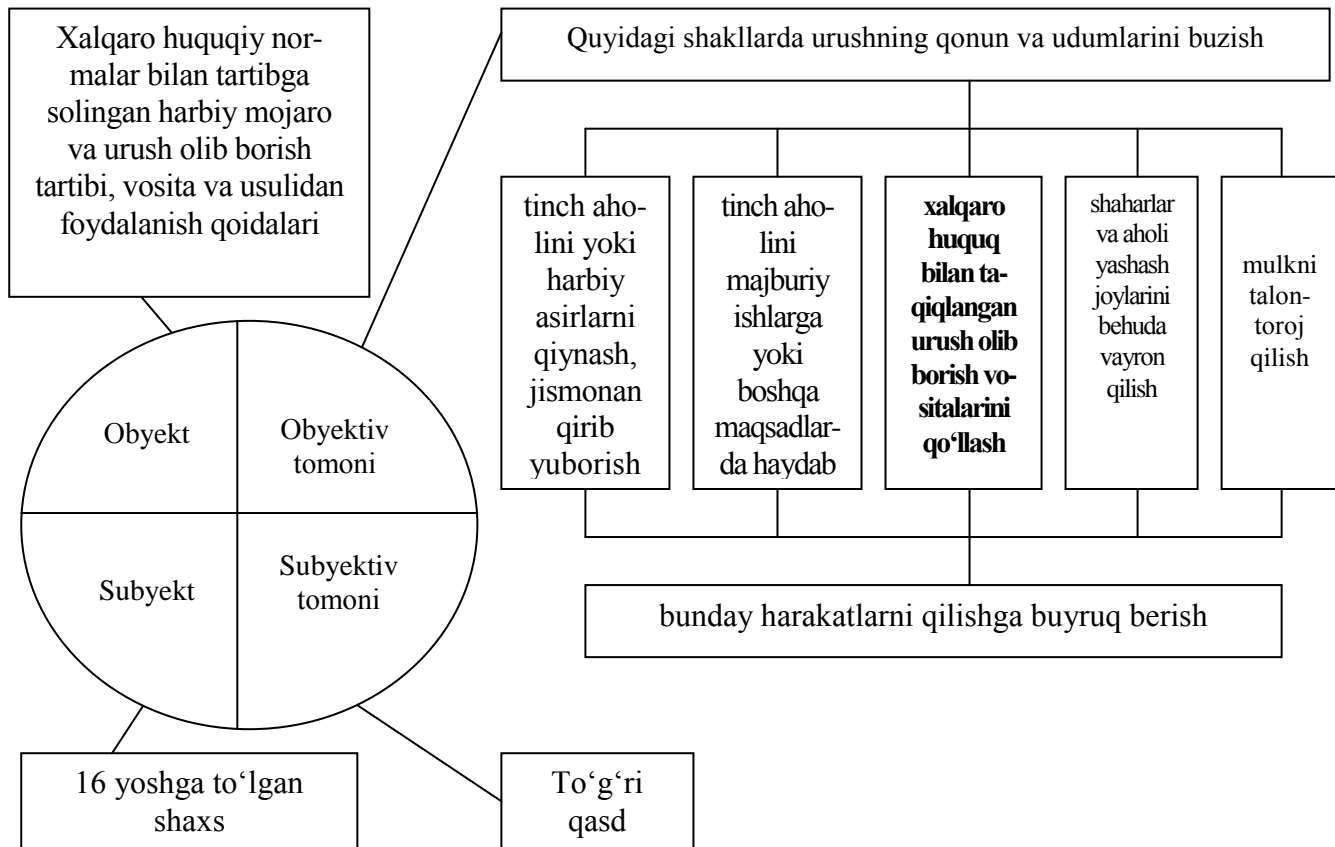 Xalqaro huquqiy nor-
malar bilan tartibga
solingan harbiy mojaro
va urush olib borish
tartibi, vosita va usulidan
foydalanish qoidalari
Quyidagi shakllarda urushning qonun va udumlarini buzish
tinch aho-
lini yoki
harbiy
asirlarni
qiynash,
jismonan
qirib
yuborish
tinch aho-
lini
majburiy
ishlarga
yoki
boshqa
maqsadlar-
da haydab
xalqaro
huquq
bilan ta-
qiqlangan
urush olib
borish vo-
sitalarini
qo‘llash
shaharlar
va aholi
yashash
joylarini
behuda
vayron
qilish
mulkni
talon-
toroj
qilish
Obyekt
Obyektiv
tomoni
Subyekt
Subyektiv
tomoni
bunday harakatlarni qilishga buyruq berish
16 yoshga to‘lgan
shaxs
To‘g‘ri
qasd